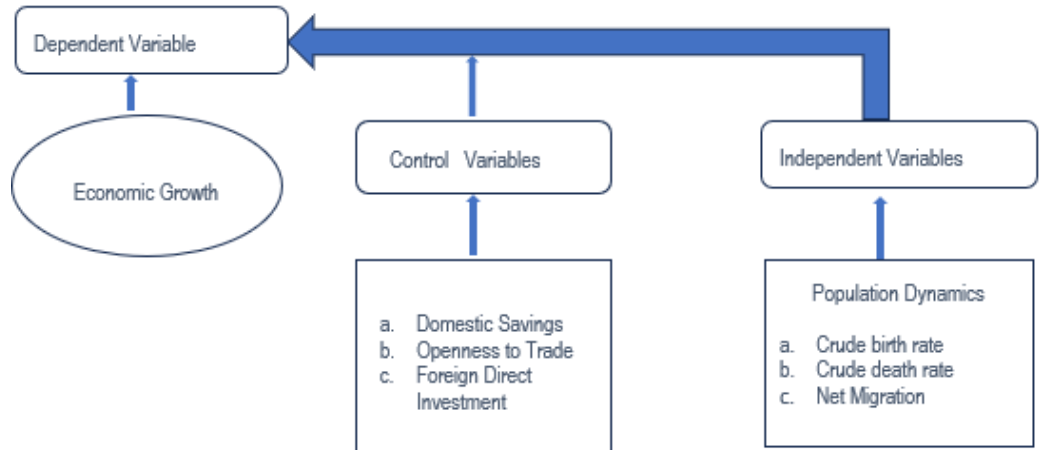 Dependent Variable
Economic Growth
Control Variables
a. Domestic Savings
b. Openness to Trade
c. Foreign Direct
Investment
Independent Variables
Population Dynamics
a. Crude birth rate
b. Crude death rate
c. Net Migration